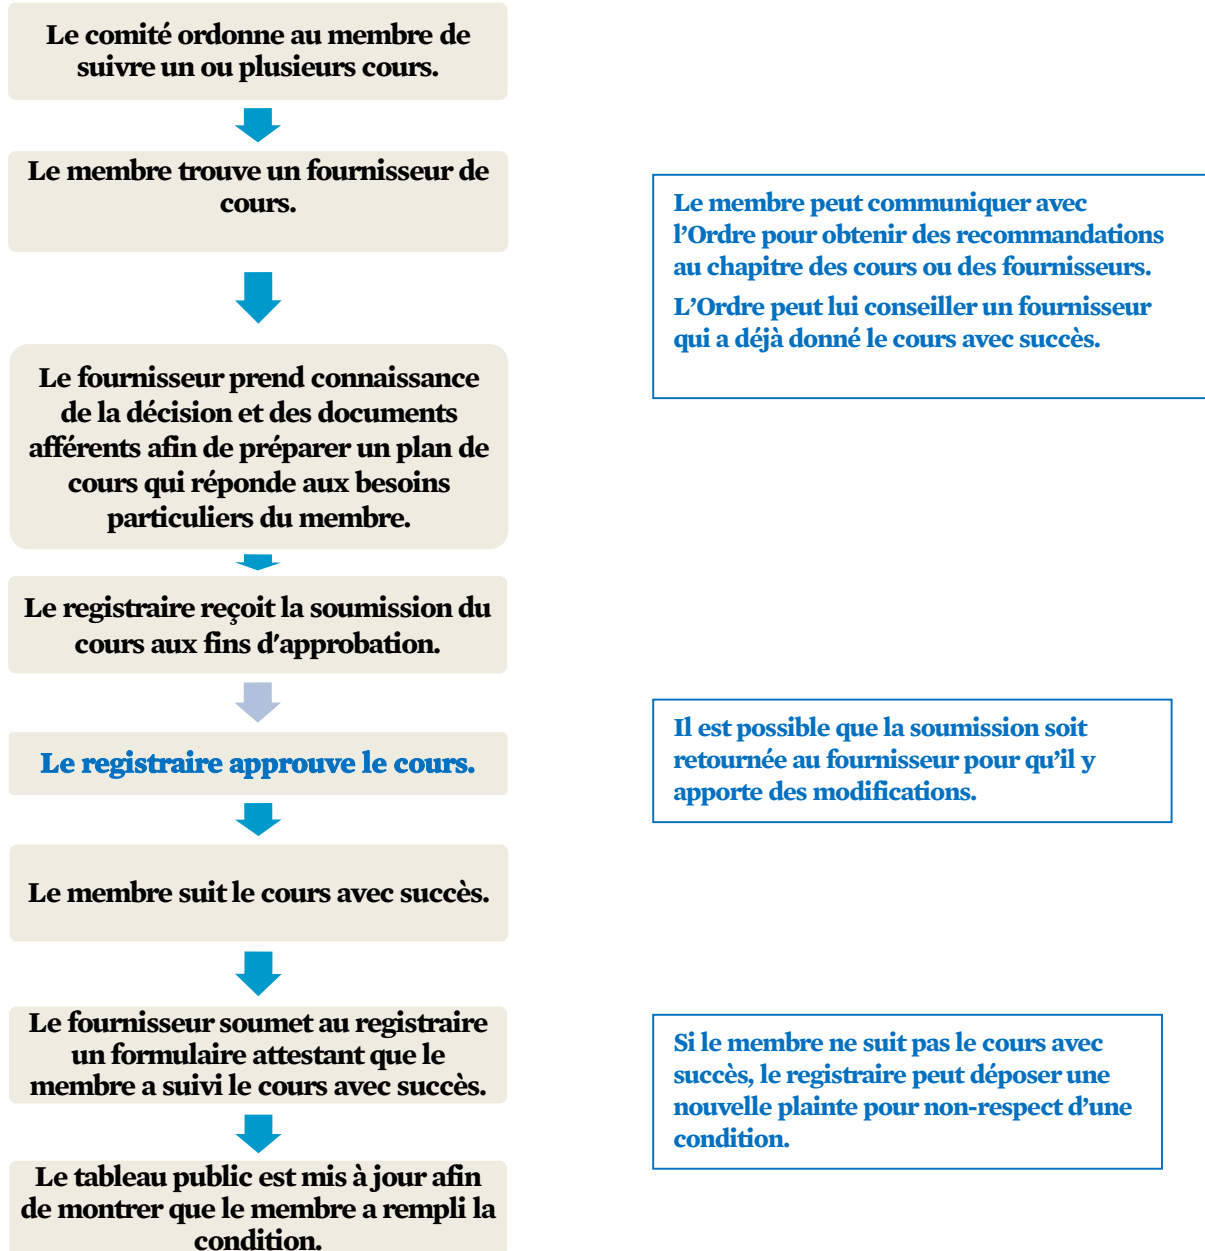 Le comité ordonne au membre de
suivre un ou plusieurs cours.
Le membre trouve un fournisseur de
cours.
Le membre peut communiquer avec
l’Ordre pour obtenir des recommandations
au chapitre des cours ou des fournisseurs.
L’Ordre peut lui conseiller un fournisseur
qui a déjà donné le cours avec succès.
Le fournisseur prend connaissance
de la décision et des documents
afférents afin de préparer un plan de
cours qui réponde aux besoins
particuliers du membre.
Le registraire reçoit la soumission du
cours aux fins d'approbation.
Le registraire approuve le cours.
Il est possible que la soumission soit
retournée au fournisseur pour qu’il y
apporte des modifications.
Le membre suit le cours avec succès.
Le fournisseur soumet au registraire
un formulaire attestant que le
membre a suivi le cours avec succès.
Si le membre ne suit pas le cours avec
succès, le registraire peut déposer une
nouvelle plainte pour non-respect d’une
condition.
Le tableau public est mis à jour afin
de montrer que le membre a rempli la
condition.